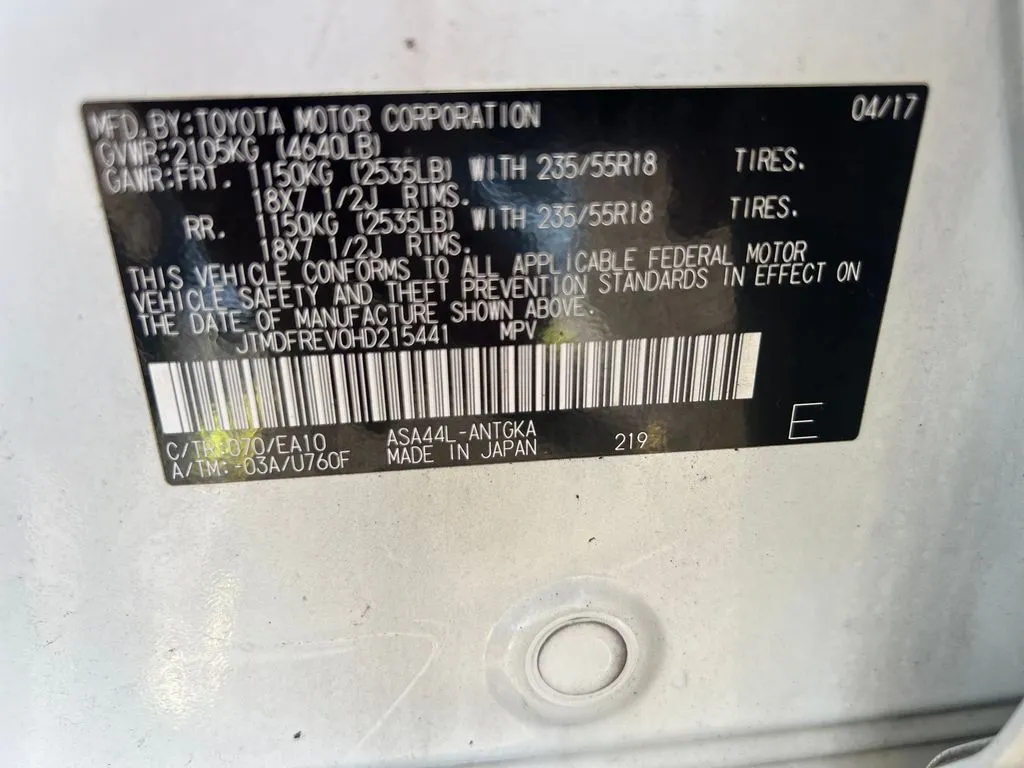 MFD.BY:TOYOTA MOTOR CORPORATION 04/17
GVWR:2105KG (4640LB)
GAWR:FRT. 1150KG (2535LB) WITH 235/55R18 TIRES.
18X7 1/2J RIMS.
RR. 1150KG (2535LB) WITH 235/55R18 TIRES.
18X7 1/2J RIMS.
THIS VEHICLE CONFORMS TO ALL APPLICABLE FEDERAL MOTOR
VEHICLE SAFETY AND THEFT PREVENTION STANDARDS IN EFFECT ON
THE DATE OF MANUFACTURE SHOWN ABOVE.
JTMDFREV0HD215441 MPV
C/TR:070/EA10 ASA44L-ANTGKA
A/TM:-03A/U760F MADE IN JAPAN 219 E